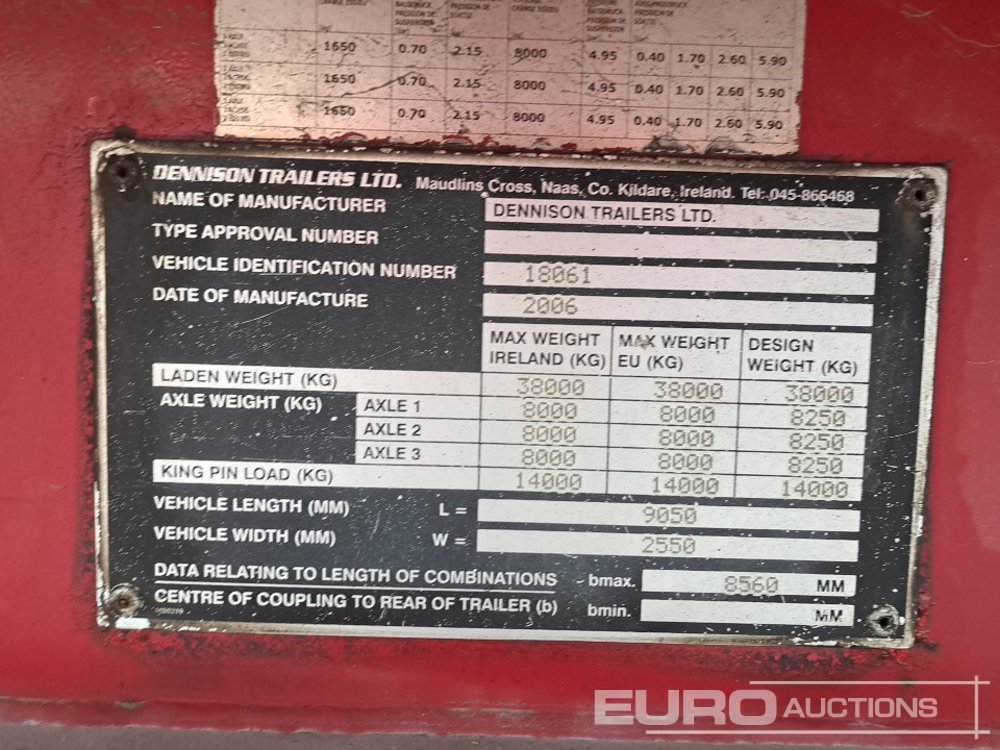 1650 0.70 2.15 8000 4.95 0.40 1.70 2.60 5.90
1650 0.70 2.15 8000 4.95 0.40 1.70 2.60 5.90
1650 0.70 2.15 8000 4.95 0.40 1.70 2.60 5.90
DENNISON TRAILERS LTD. Maudlins Cross, Naas, Co. Kildare, Ireland. Tel: 045-866468
NAME OF MANUFACTURER DENNISON TRAILERS LTD.
TYPE APPROVAL NUMBER
VEHICLE IDENTIFICATION NUMBER 18061
DATE OF MANUFACTURE 2006
MAX WEIGHT MAX WEIGHT DESIGN
IRELAND (KG) EU (KG) WEIGHT (KG)
LADEN WEIGHT (KG) 38000 38000 38000
AXLE WEIGHT (KG) AXLE 1 8000 8000 8250
AXLE 2 8000 8000 8250
AXLE 3 8000 8000 8250
KING PIN LOAD (KG) 14000 14000 14000
VEHICLE LENGTH (MM) L = 9050
VEHICLE WIDTH (MM) W = 2550
DATA RELATING TO LENGTH OF COMBINATIONS bmax. 8560 MM
CENTRE OF COUPLING TO REAR OF TRAILER (b) bmin. MM
EURO AUCTIONS